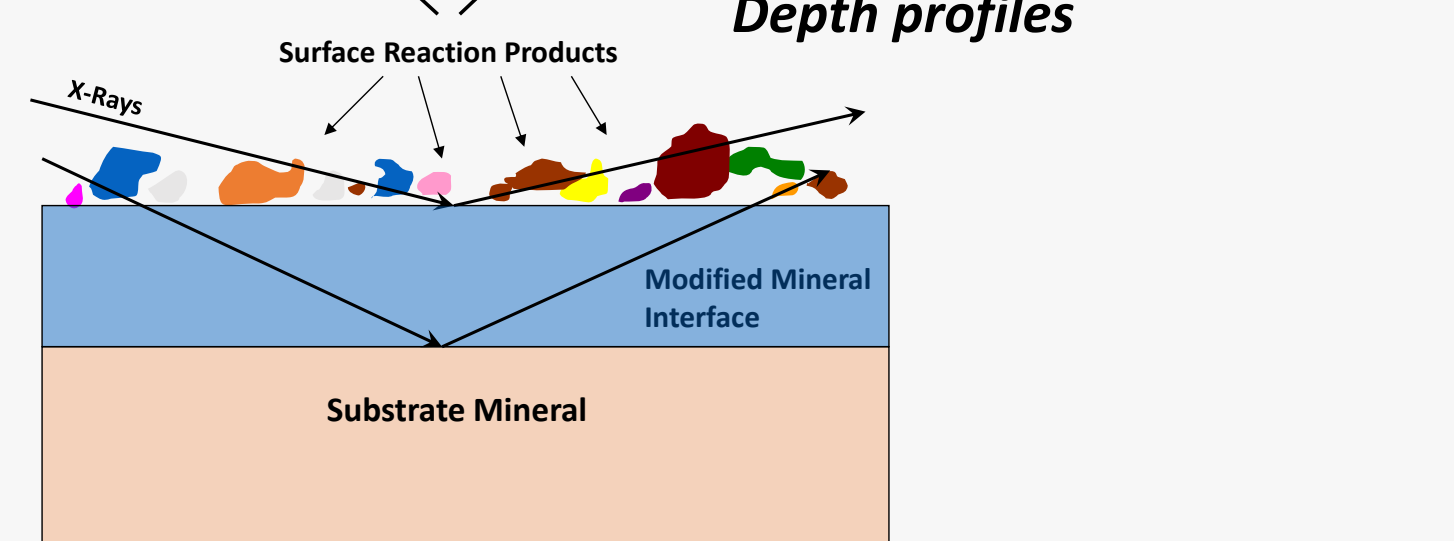 Depth profiles
Surface Reaction Products
X-Rays
Modified Mineral
Interface
Substrate Mineral